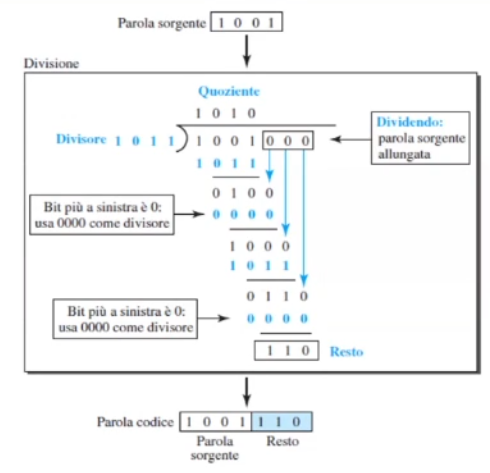 Parola sorgente 1 0 0 1
Divisione
Quoziente
1 0 1 0
Divisore 1 0 1 1 ) 1 0 0 1 0 0 0
Dividendo:
parola sorgente
allungata
1 0 1 1
0 1 0 0
Bit più a sinistra è 0:
usa 0000 come divisore
0 0 0 0
1 0 0 0
1 0 1 1
0 1 1 0
Bit più a sinistra è 0:
usa 0000 come divisore
0 0 0 0
1 1 0 Resto
Parola codice 1 0 0 1 1 1 0
Parola Resto
sorgente